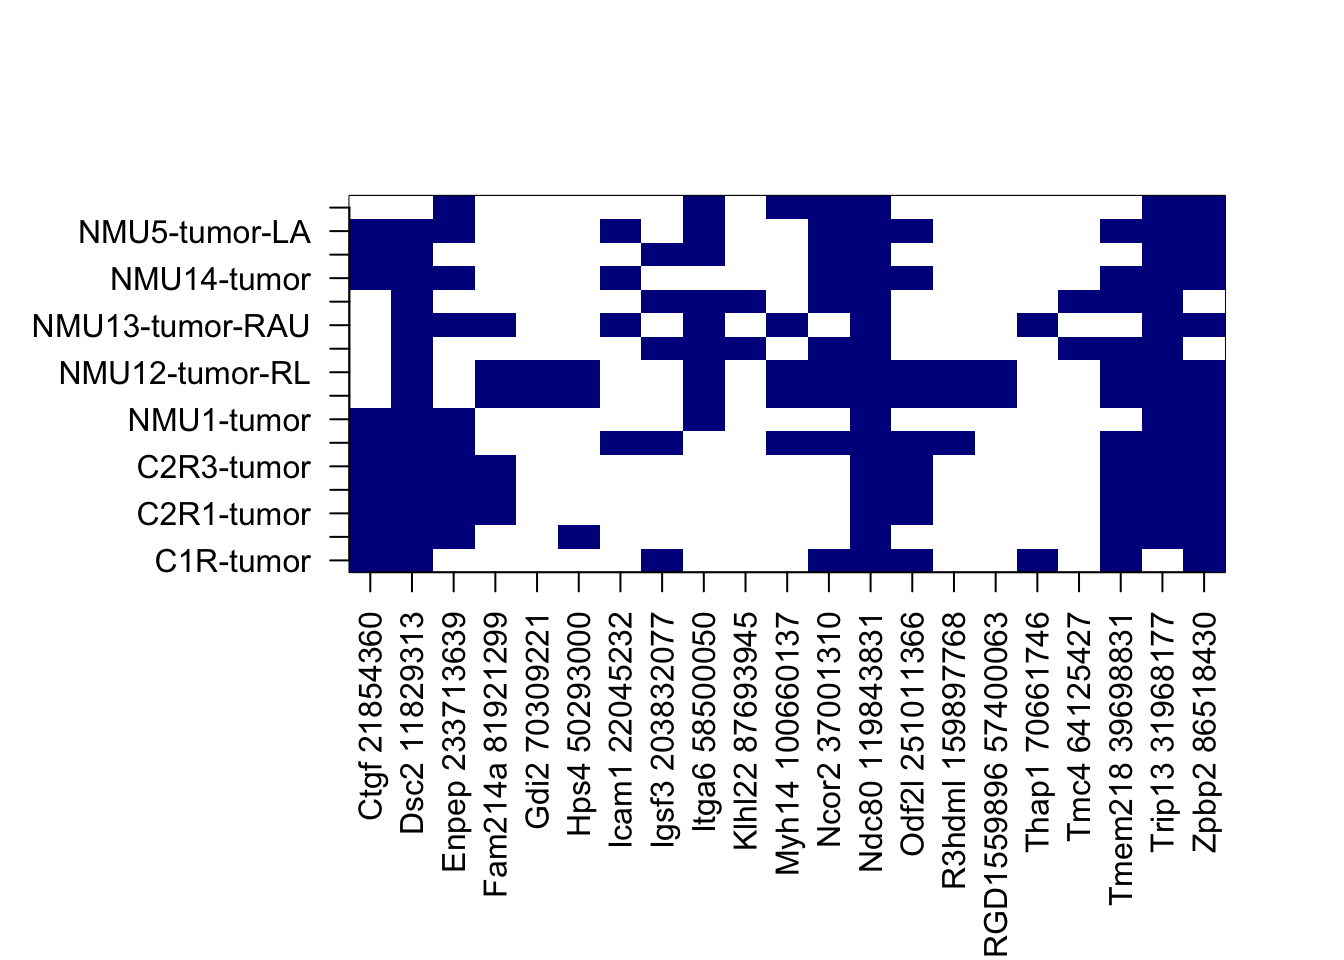 NMU5-tumor-LA
NMU14-tumor
NMU13-tumor-RAU
NMU12-tumor-RL
NMU1-tumor
C2R3-tumor
C2R1-tumor
C1R-tumor
Ctgf 21854360
Dsc2 11829313
Enpep 233713639
Fam214a 81921299
Gdi2 70309221
Hps4 50293000
Icam1 22045232
Igsf3 203832077
Itga6 58500050
Klhl22 87693945
Myh14 100660137
Ncor2 37001310
Ndc80 119843831
Odf2l 251011366
R3hdml 159897768
RGD1559896 57400063
Thap1 70661746
Tmc4 64125427
Tmem218 39698831
Trip13 31968177
Zpbp2 86518430